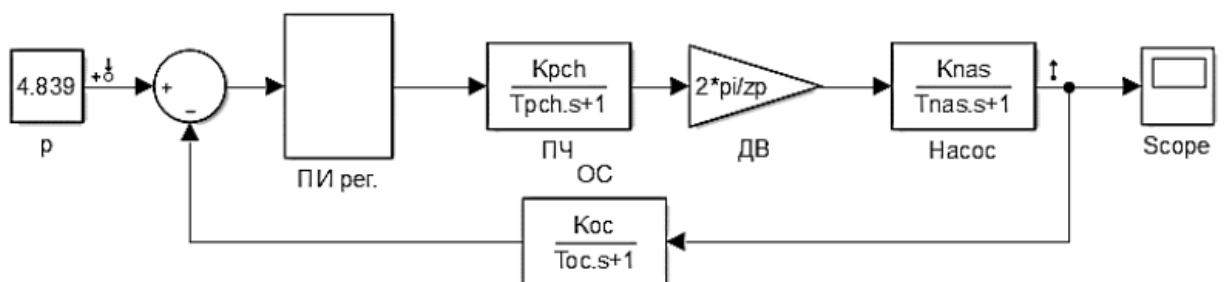 4.839
+
−
p
ПИ рег.
Kpch
Tpch.s+1
ПЧ
2*pi/zp
ДВ
Knas
Tnas.s+1
Насос
Scope
ОС
Koc
Toc.s+1